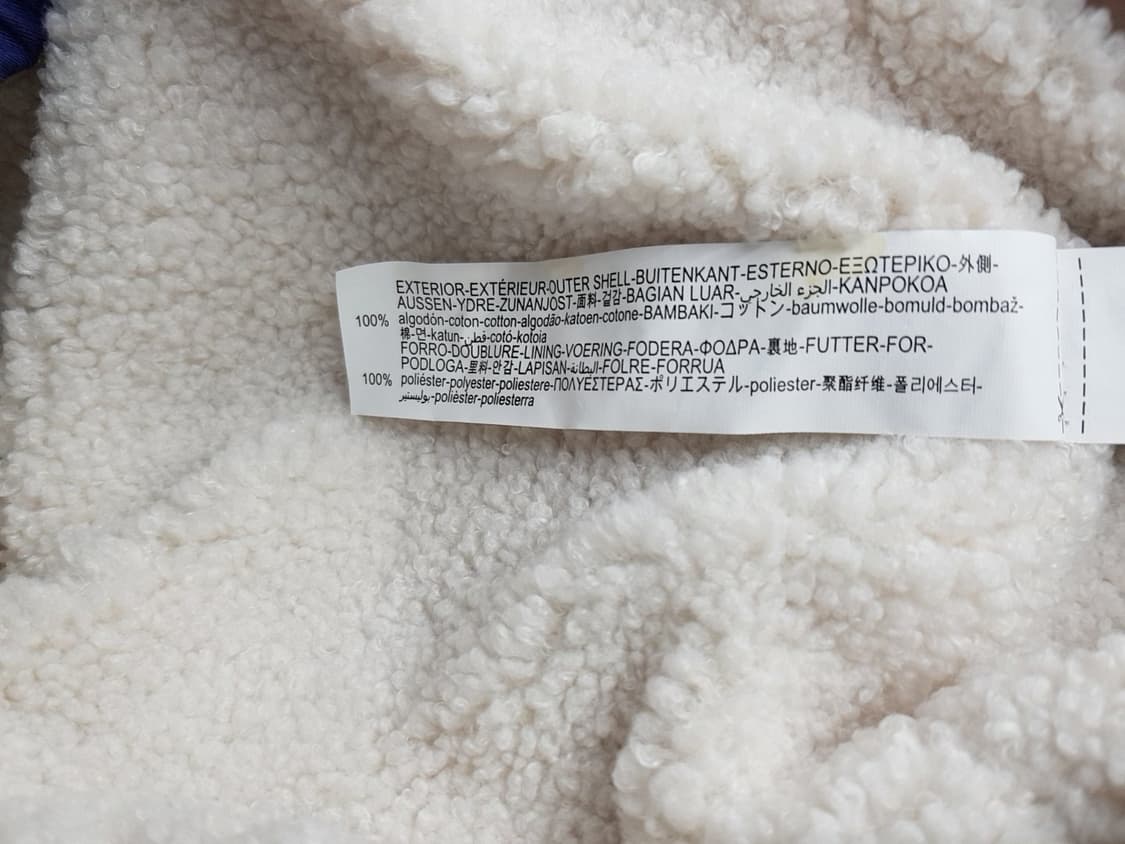 EXTERIOR-EXTÉRIEUR-OUTER SHELL-BUITENKANT-ESTERNO-ΕΞΩΤΕΡΙΚΟ-外側-
AUSSEN-YDRE-ZUNANJOST-面料-겉감-BAGIAN LUAR-الجزء الخارجي-KANPOKOA
100% algodón-coton-cotton-algodão-katoen-cotone-BAMBAKI-コットン-baumwolle-bomuld-bombaž-
棉-면-katun-قطن-cotó-kotoia
FORRO-DOUBLURE-LINING-VOERING-FODERA-ΦΟΔΡΑ-裏地-FUTTER-FOR-
PODLOGA-里料-안감-LAPISAN-البطانة-FOLRE-FORRUA
100% poliéster-polyester-poliestere-ΠΟΛΥΕΣΤΕΡΑΣ-ポリエステル-poliester-聚酯纤维-폴리에스터-
بوليستير-polièster-poliesterra